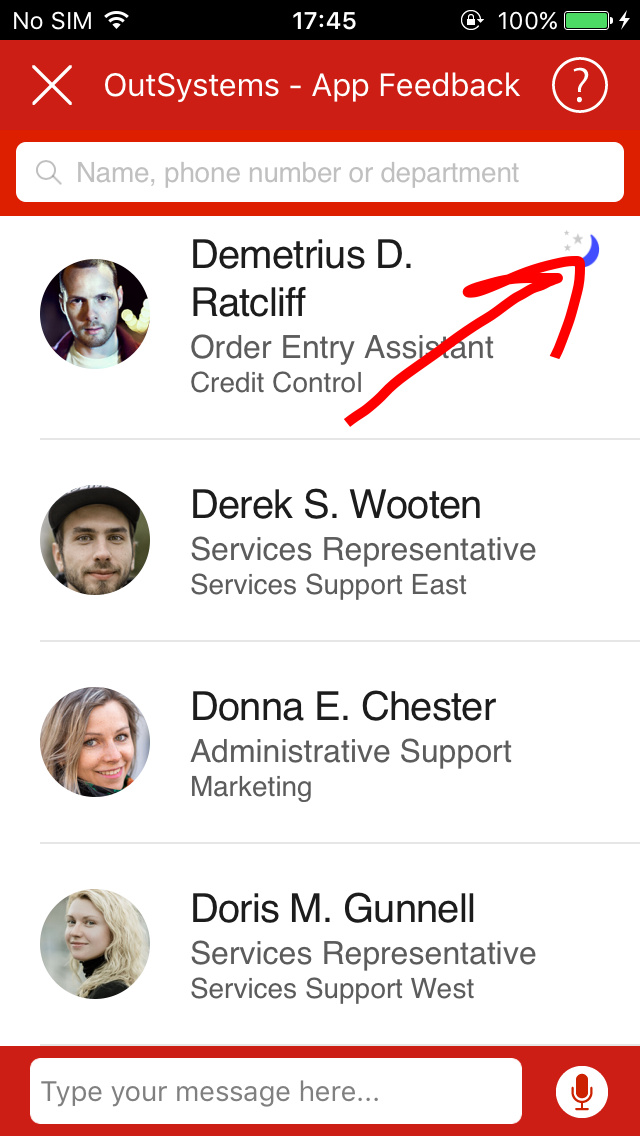 No SIM 17:45 100%
OutSystems - App Feedback ?
Name, phone number or department
Demetrius D.
Ratcliff
Order Entry Assistant
Credit Control
Derek S. Wooten
Services Representative
Services Support East
Donna E. Chester
Administrative Support
Marketing
Doris M. Gunnell
Services Representative
Services Support West
Type your message here...